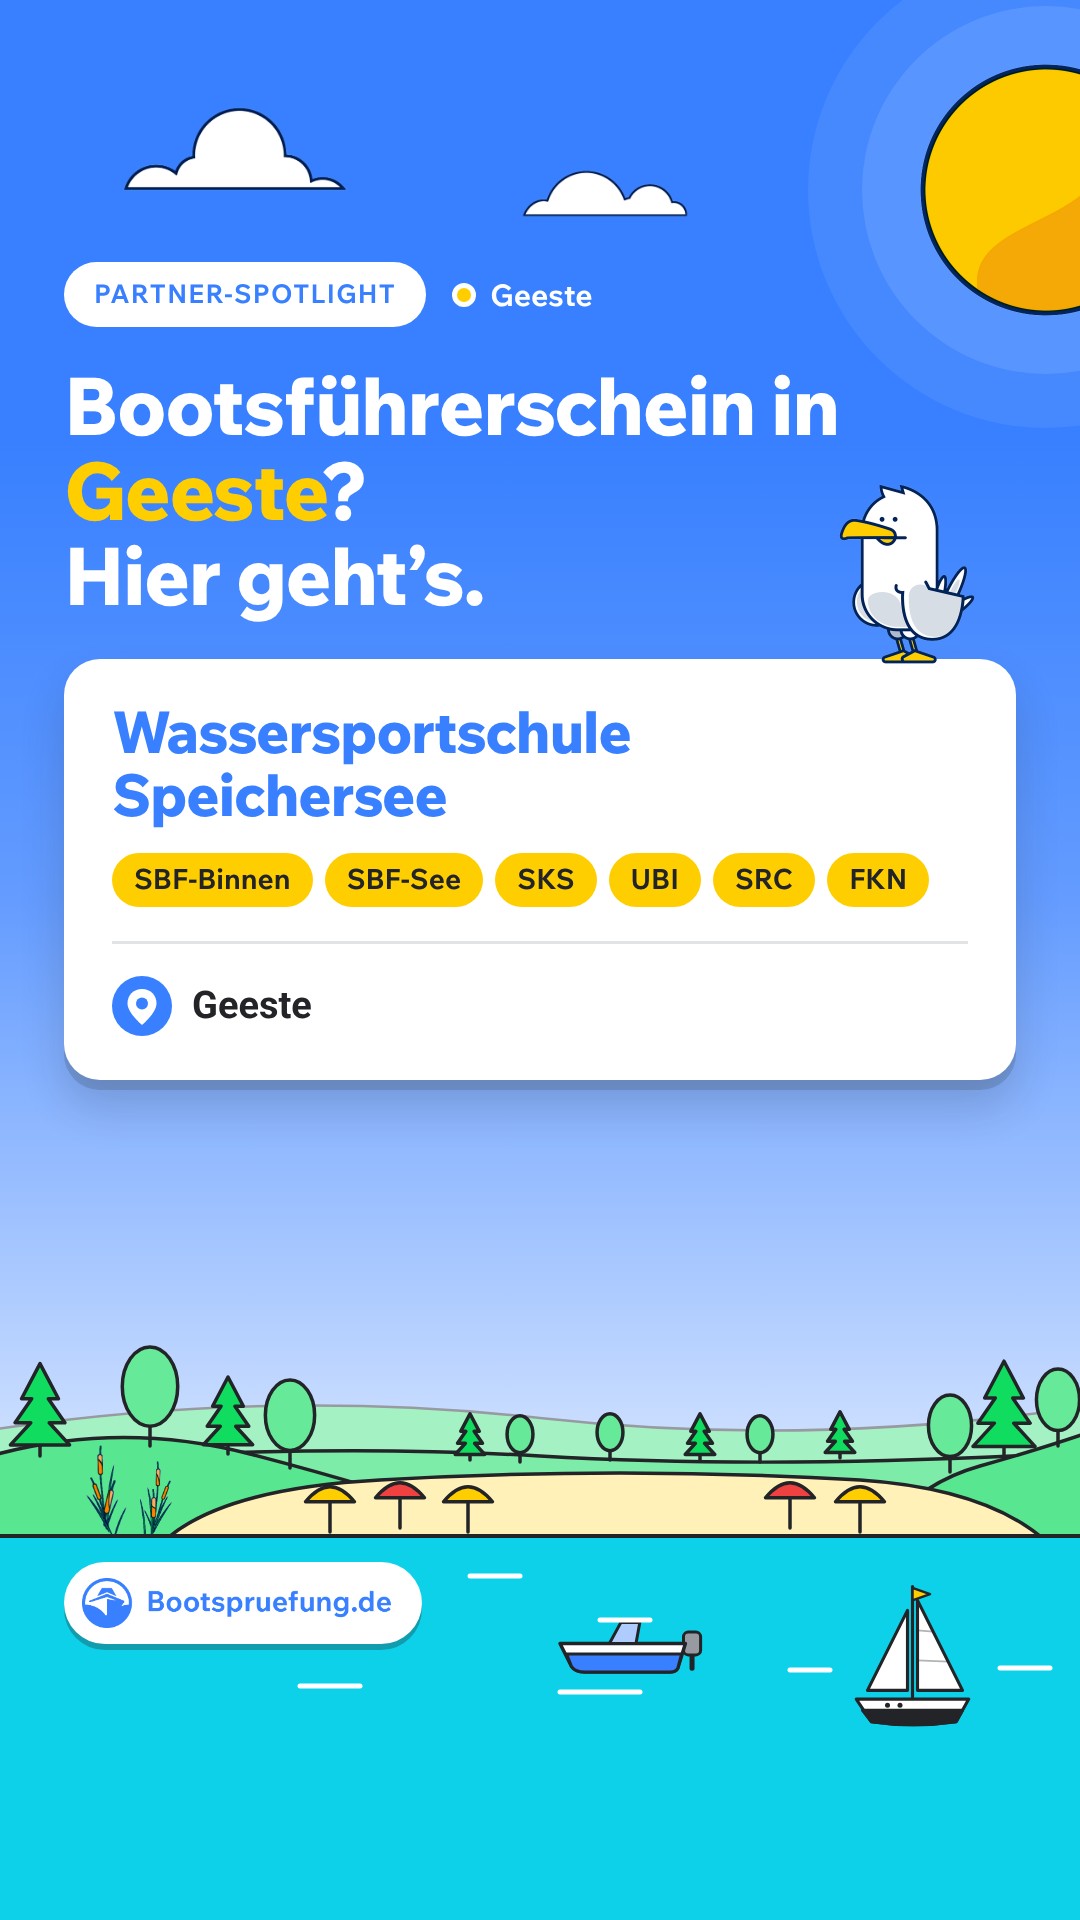 PARTNER-SPOTLIGHT
Geeste
Bootsführerschein in
Geeste?
Hier geht’s.
Wassersportschule
Speichersee
SBF-Binnen SBF-See SKS UBI SRC FKN
Geeste
Bootspruefung.de